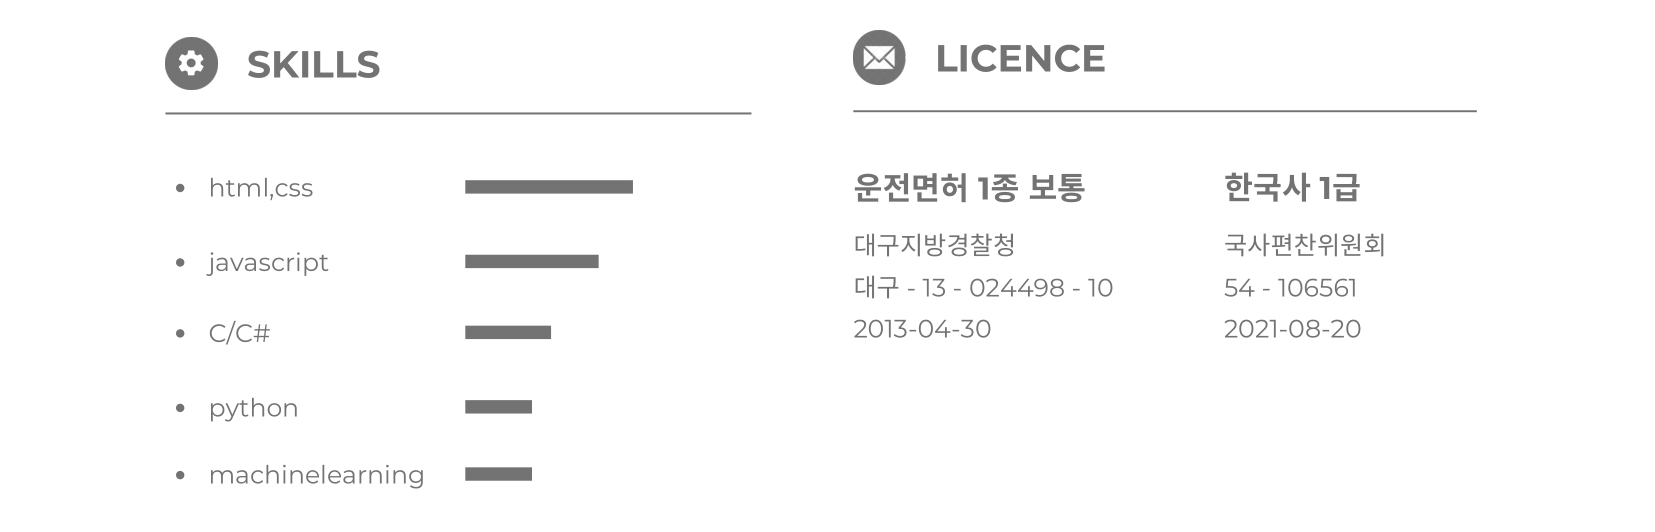 SKILLS
html,css
javascript
C/C#
python
machinelearning
LICENCE
운전면허 1종 보통
대구지방경찰청
대구 - 13 - 024498 - 10
2013-04-30
한국사 1급
국사편찬위원회
54 - 106561
2021-08-20